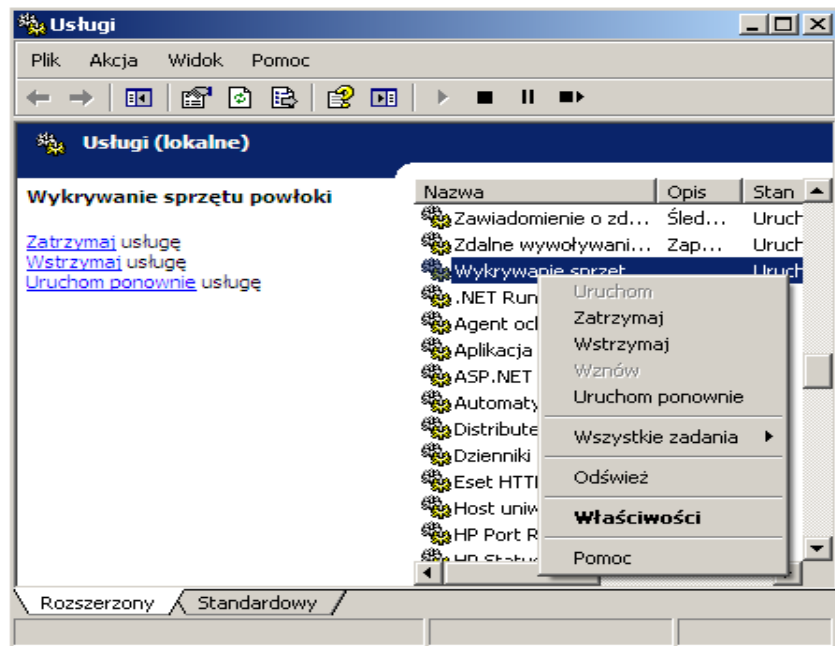 Usługi
Plik Akcja Widok Pomoc
Usługi (lokalne)
Wykrywanie sprzętu powłoki
Zatrzymaj usługę
Wstrzymaj usługę
Uruchom ponownie usługę
Nazwa Opis Stan
Zawiadomienie o zd... Śled... Uruch
Zdalne wywoływani... Zap... Uruch
Wykrywanie sprzęt... Uruch
.NET Run
Agent ocl
Aplikacja
ASP.NET
Automaty
Distribute
Dzienniki
Eset HTT
Host uniw
HP Port R
HP Statu
Uruchom
Zatrzymaj
Wstrzymaj
Wznów
Uruchom ponownie
Wszystkie zadania
Odśwież
Właściwości
Pomoc
Rozszerzony Standardowy